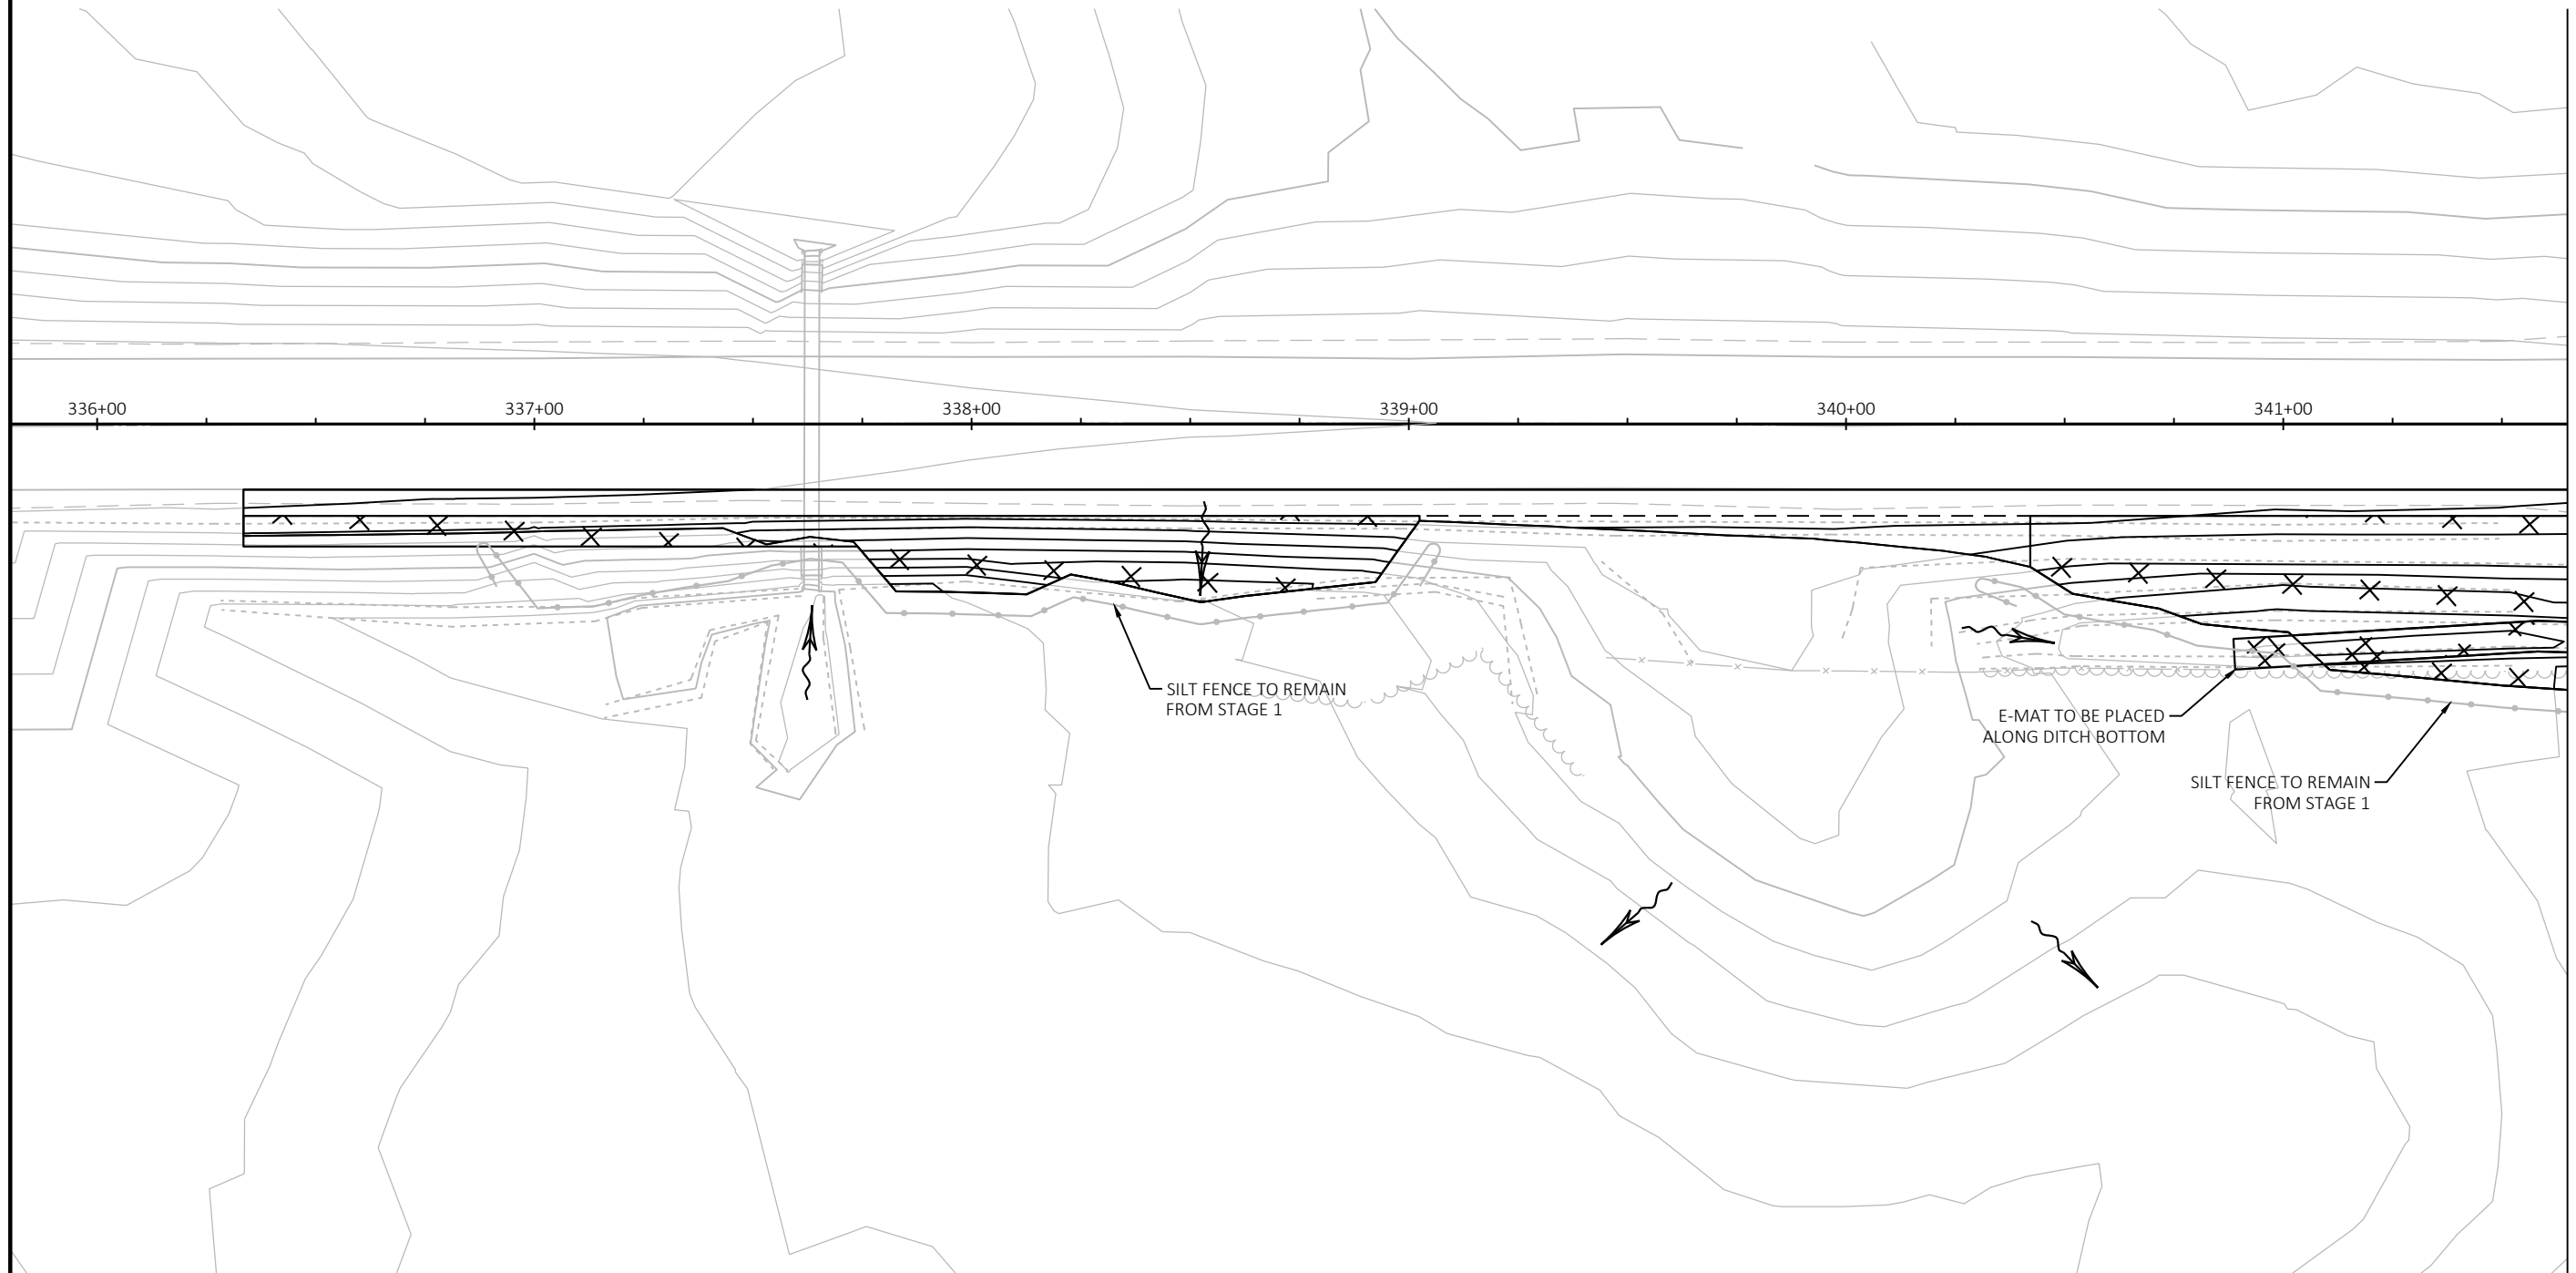 336+00
337+00
338+00
339+00
340+00
341+00
SILT FENCE TO REMAIN
FROM STAGE 1
E-MAT TO BE PLACED
ALONG DITCH BOTTOM
SILT FENCE TO REMAIN
FROM STAGE 1